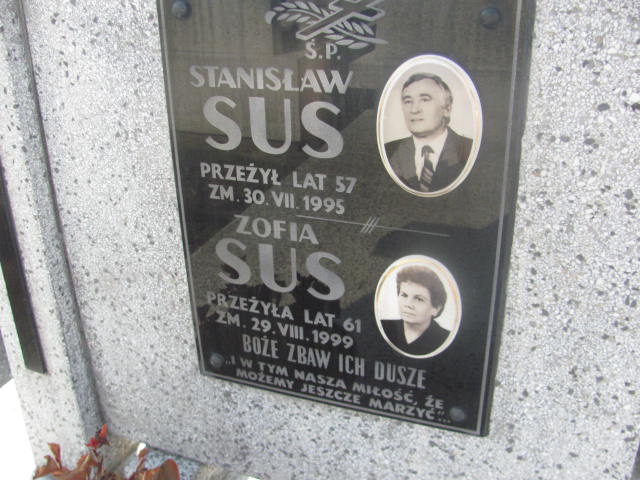 Ś.P.
STANISŁAW
SUS
PRZEŻYŁ LAT 57
ZM. 30. VII. 1995
ZOFIA
SUS
PRZEŻYŁA LAT 61
ZM. 29. VIII. 1999
BOŻE ZBAW ICH DUSZE
„I W TYM NASZA MIŁOŚĆ, ŻE
MOŻEMY JESZCZE MARZYĆ"...